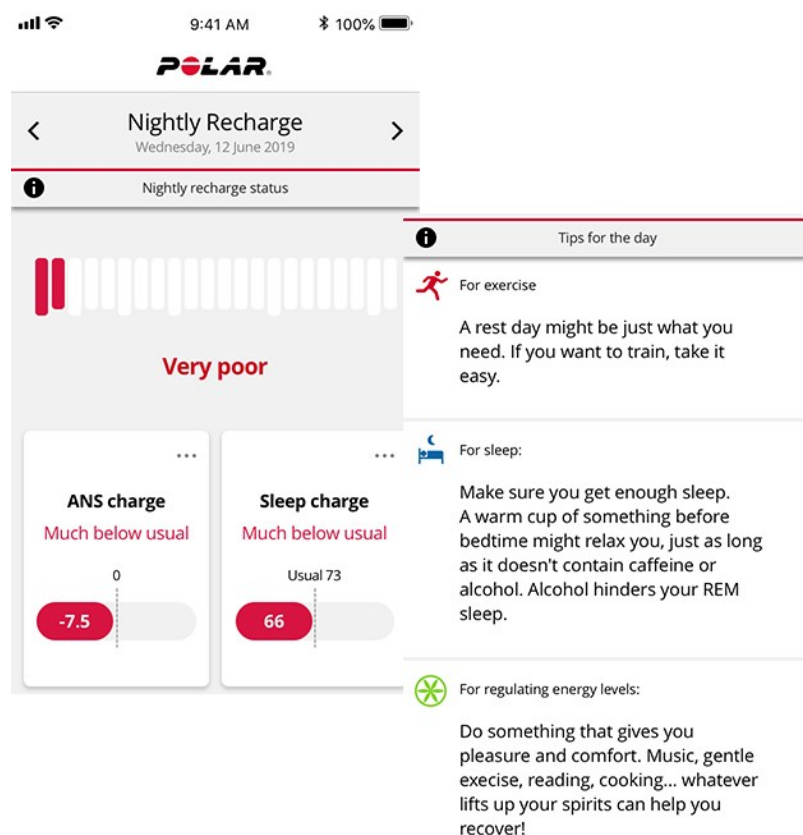 9:41 AM
100%
POLAR®
Nightly Recharge
Wednesday, 12 June 2019
Nightly recharge status
Very poor
ANS charge
Much below usual
0
-7.5
Sleep charge
Much below usual
Usual 73
66
Tips for the day
For exercise
A rest day might be just what you
need. If you want to train, take it
easy.
For sleep:
Make sure you get enough sleep.
A warm cup of something before
bedtime might relax you, just as long
as it doesn't contain caffeine or
alcohol. Alcohol hinders your REM
sleep.
For regulating energy levels:
Do something that gives you
pleasure and comfort. Music, gentle
execise, reading, cooking... whatever
lifts up your spirits can help you
recover!